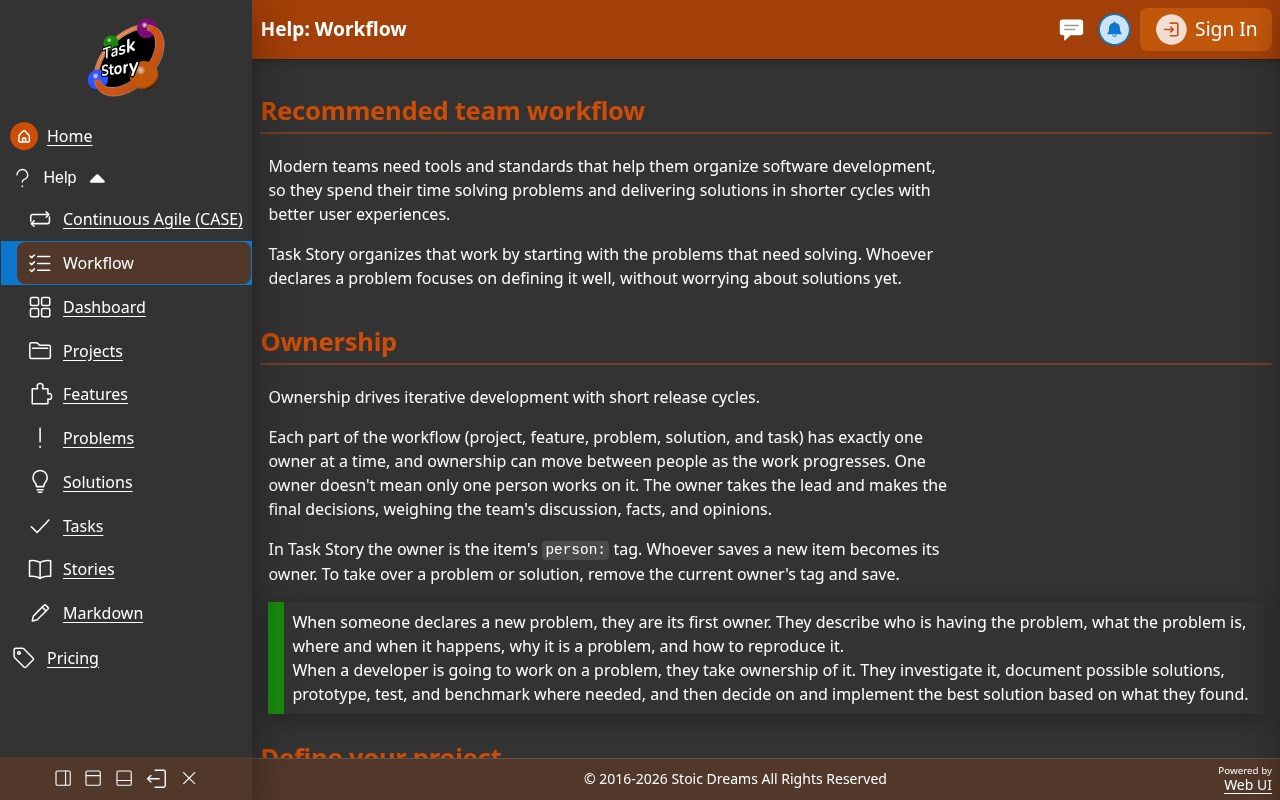 Task
Story
Home
Help
Continuous Agile (CASE)
Workflow
Dashboard
Projects
Features
Problems
Solutions
Tasks
Stories
Markdown
Pricing
Help: Workflow
Sign In
Recommended team workflow
Modern teams need tools and standards that help them organize software development,
so they spend their time solving problems and delivering solutions in shorter cycles with
better user experiences.
Task Story organizes that work by starting with the problems that need solving. Whoever
declares a problem focuses on defining it well, without worrying about solutions yet.
Ownership
Ownership drives iterative development with short release cycles.
Each part of the workflow (project, feature, problem, solution, and task) has exactly one
owner at a time, and ownership can move between people as the work progresses. One
owner doesn't mean only one person works on it. The owner takes the lead and makes the
final decisions, weighing the team's discussion, facts, and opinions.
In Task Story the owner is the item's person: tag. Whoever saves a new item becomes its
owner. To take over a problem or solution, remove the current owner's tag and save.
When someone declares a new problem, they are its first owner. They describe who is having the problem, what the problem is,
where and when it happens, why it is a problem, and how to reproduce it.
When a developer is going to work on a problem, they take ownership of it. They investigate it, document possible solutions,
prototype, test, and benchmark where needed, and then decide on and implement the best solution based on what they found.
Define your project
© 2016-2026 Stoic Dreams All Rights Reserved
Powered by
Web UI